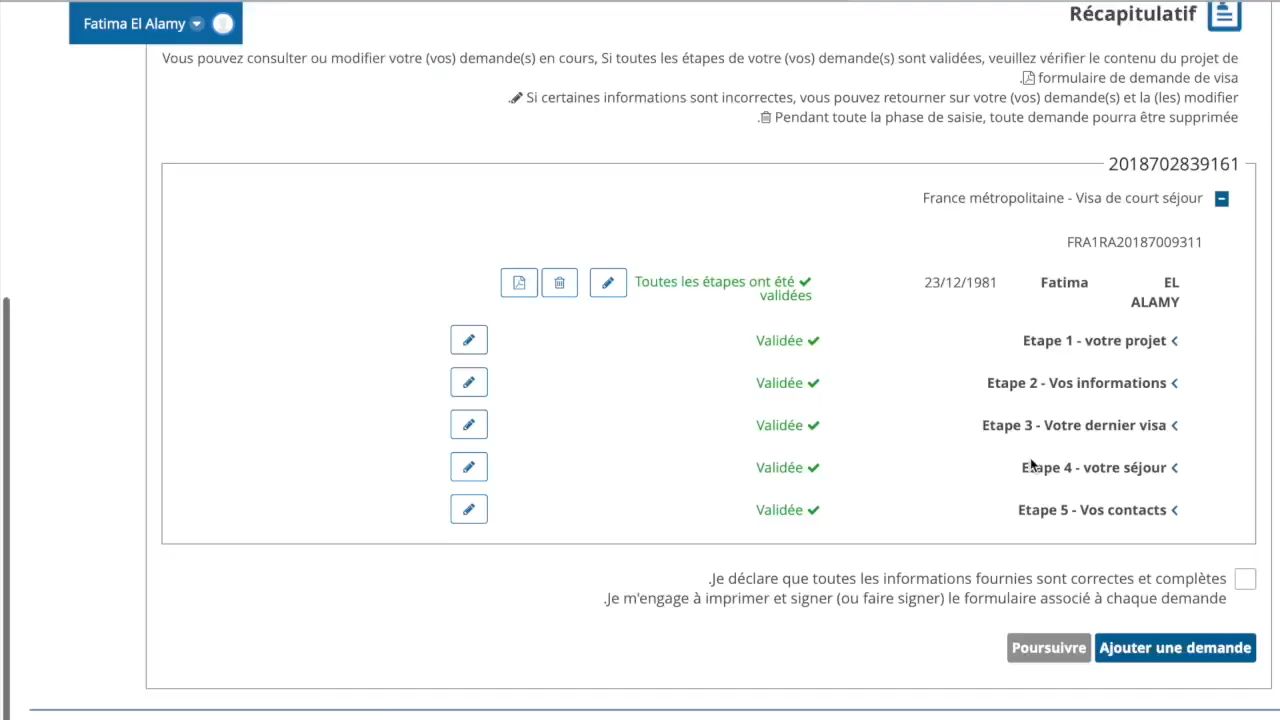 Fatima El Alamy
Récapitulatif
Vous pouvez consulter ou modifier votre (vos) demande(s) en cours, Si toutes les étapes de votre (vos) demande(s) sont validées, veuillez vérifier le contenu du projet de
formulaire de demande de visa.
Si certaines informations sont incorrectes, vous pouvez retourner sur votre (vos) demande(s) et la (les) modifier.
Pendant toute la phase de saisie, toute demande pourra être supprimée.
2018702839161
France métropolitaine - Visa de court séjour
FRA1RA20187009311
EL
ALAMY
Fatima
23/12/1981
Toutes les étapes ont été
validées
Etape 1 - votre projet
Validée
Etape 2 - Vos informations
Validée
Etape 3 - Votre dernier visa
Validée
Etape 4 - votre séjour
Validée
Etape 5 - Vos contacts
Validée
Je déclare que toutes les informations fournies sont correctes et complètes.
Je m'engage à imprimer et signer (ou faire signer) le formulaire associé à chaque demande.
Poursuivre
Ajouter une demande